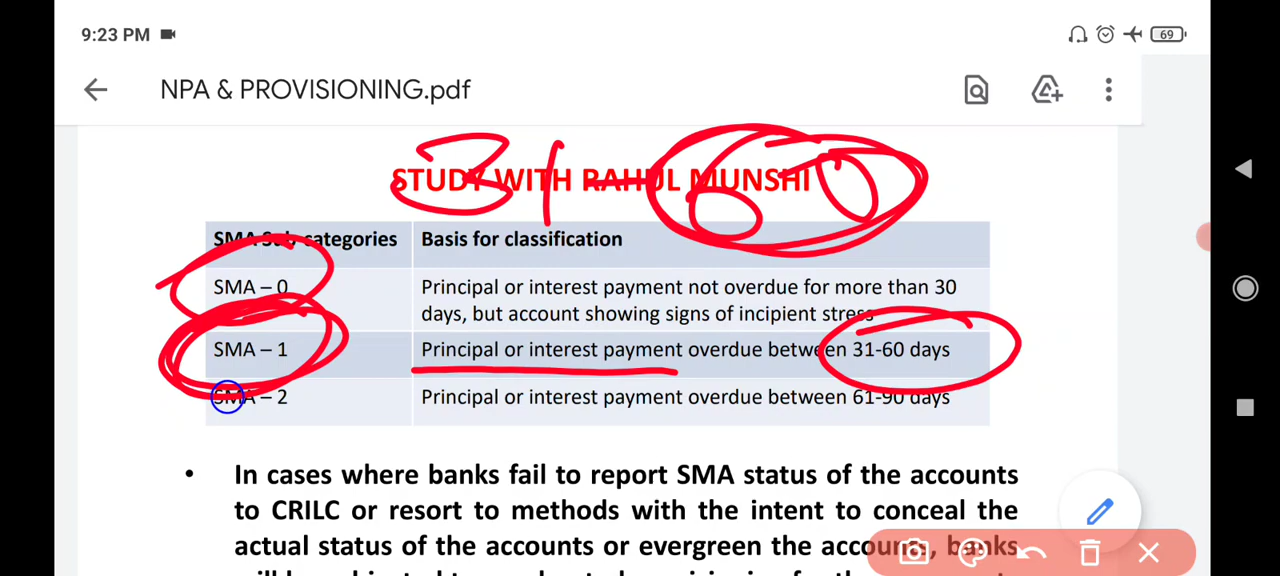 9:23 PM
69
NPA & PROVISIONING.pdf
31-60
STUDY WITH RAHUL MUNSHI
SMA Sub categories Basis for classification
SMA – 0 Principal or interest payment not overdue for more than 30
days, but account showing signs of incipient stress
SMA – 1 Principal or interest payment overdue between 31-60 days
SMA – 2 Principal or interest payment overdue between 61-90 days
• In cases where banks fail to report SMA status of the accounts
to CRILC or resort to methods with the intent to conceal the
actual status of the accounts or evergreen the account, banks